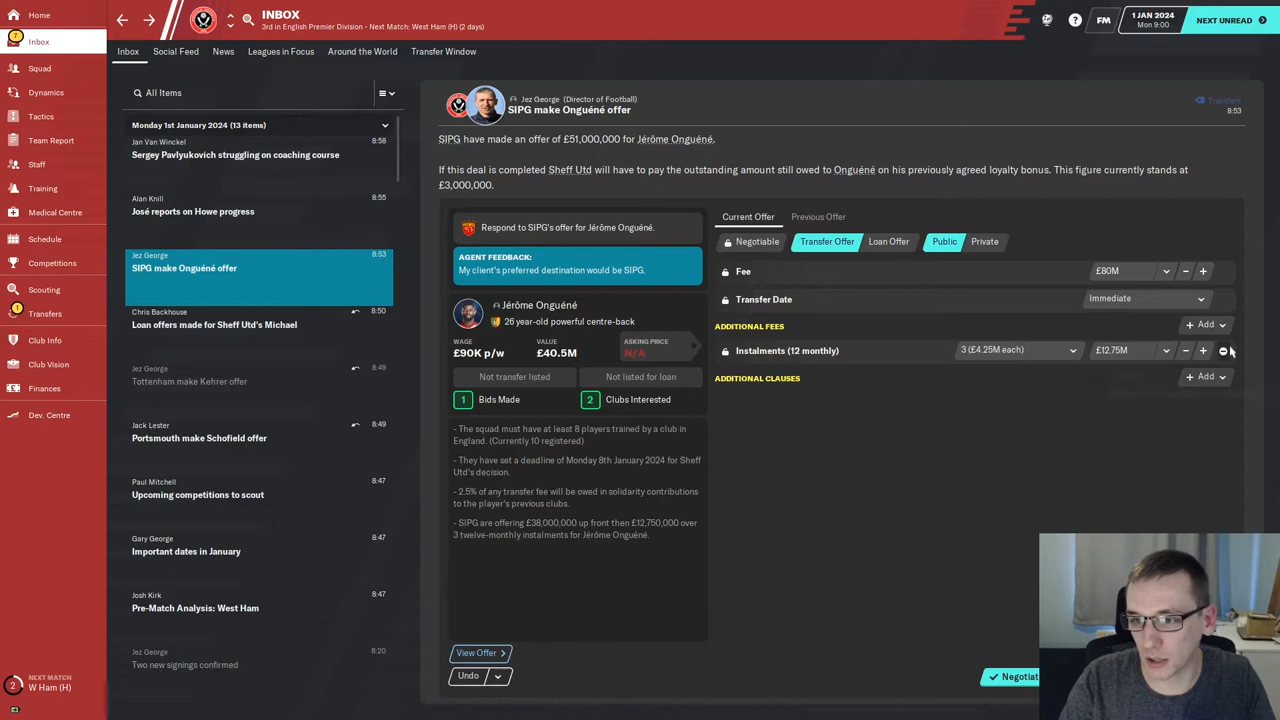 Home
INBOX
3rd in English Premier Division - Next Match: West Ham (H) (2 days)
FM
1 JAN 2024
Mon 9:00
NEXT UNREAD
7
Inbox
Squad
Dynamics
Tactics
Team Report
Staff
Training
Medical Centre
Schedule
Competitions
Scouting
1
Transfers
Club Info
Club Vision
Finances
Dev. Centre
2
NEXT MATCH
W Ham (H)
Inbox
Social Feed
News
Leagues in Focus
Around the World
Transfer Window
All Items
Monday 1st January 2024 (13 items)
Jan Van Winckel
8:58
Sergey Pavlyukovich struggling on coaching course
Alan Knill
8:55
José reports on Howe progress
Jez George
8:53
SIPG make Onguéné offer
Chris Backhouse
8:50
Loan offers made for Sheff Utd's Michael
Jez George
8:49
Tottenham make Kehrer offer
Jack Lester
8:49
Portsmouth make Schofield offer
Paul Mitchell
8:47
Upcoming competitions to scout
Gary George
8:47
Important dates in January
Josh Kirk
8:47
Pre-Match Analysis: West Ham
Jez George
8:20
Two new signings confirmed
Jez George (Director of Football)
SIPG make Onguéné offer
Transfers
8:53
SIPG have made an offer of £51,000,000 for Jérôme Onguéné.
If this deal is completed Sheff Utd will have to pay the outstanding amount still owed to Onguéné on his previously agreed loyalty bonus. This figure currently stands at
£3,000,000.
Respond to SIPG's offer for Jérôme Onguéné.
AGENT FEEDBACK:
My client's preferred destination would be SIPG.
Jérôme Onguéné
26 year-old powerful centre-back
WAGE
£90K p/w
VALUE
£40.5M
ASKING PRICE
N/A
Not transfer listed
Not listed for loan
1
Bids Made
2
Clubs Interested
- The squad must have at least 8 players trained by a club in
England. (Currently 10 registered)
- They have set a deadline of Monday 8th January 2024 for Sheff
Utd's decision.
- 2.5% of any transfer fee will be owed in solidarity contributions
to the player's previous clubs.
- SIPG are offering £38,000,000 up front then £12,750,000 over
3 twelve-monthly instalments for Jérôme Onguéné.
View Offer
Undo
Current Offer
Previous Offer
Negotiable
Transfer Offer
Loan Offer
Public
Private
Fee
£80M
Transfer Date
Immediate
ADDITIONAL FEES
Add
Instalments (12 monthly)
3 (£4.25M each)
£12.75M
ADDITIONAL CLAUSES
Add